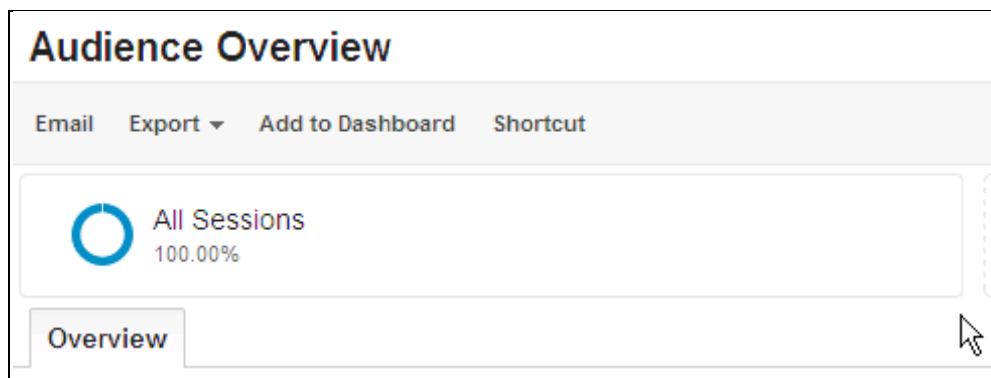 Audience Overview
Email Export Add to Dashboard Shortcut
All Sessions
100.00%
Overview